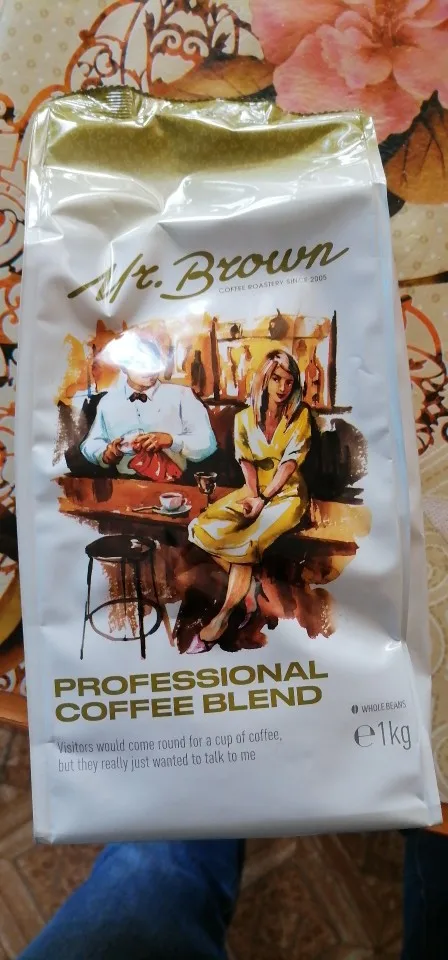 Mr. Brown
COFFEE ROASTERY SINCE 2005
PROFESSIONAL
COFFEE BLEND
WHOLE BEANS
℮1kg
Visitors would come round for a cup of coffee,
but they really just wanted to talk to me